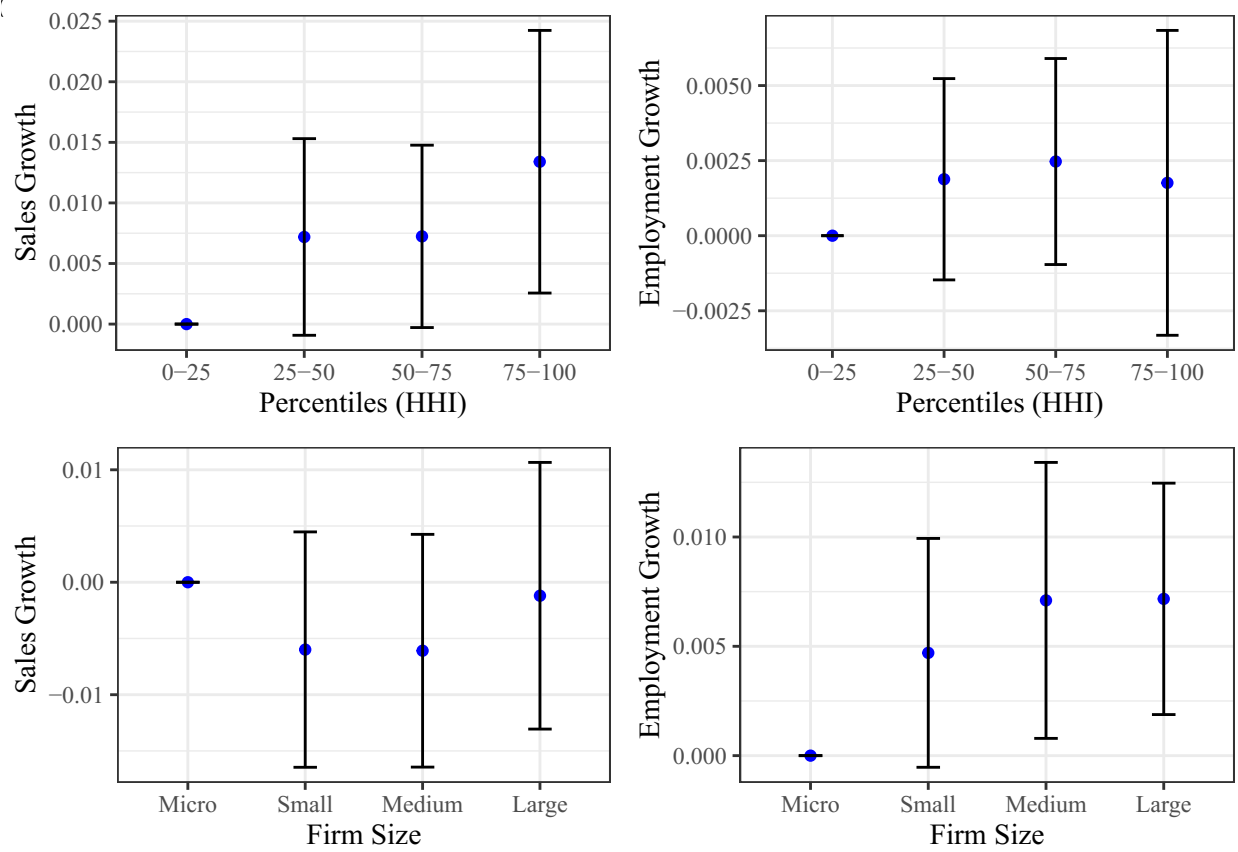 Sales Growth
0.025
0.020
0.015
0.010
0.005
0.000
0−25 25−50 50−75 75−100
Percentiles (HHI)
Employment Growth
0.0050
0.0025
0.0000
−0.0025
0−25 25−50 50−75 75−100
Percentiles (HHI)
Sales Growth
0.01
0.00
−0.01
Micro Small Medium Large
Firm Size
Employment Growth
0.010
0.005
0.000
Micro Small Medium Large
Firm Size